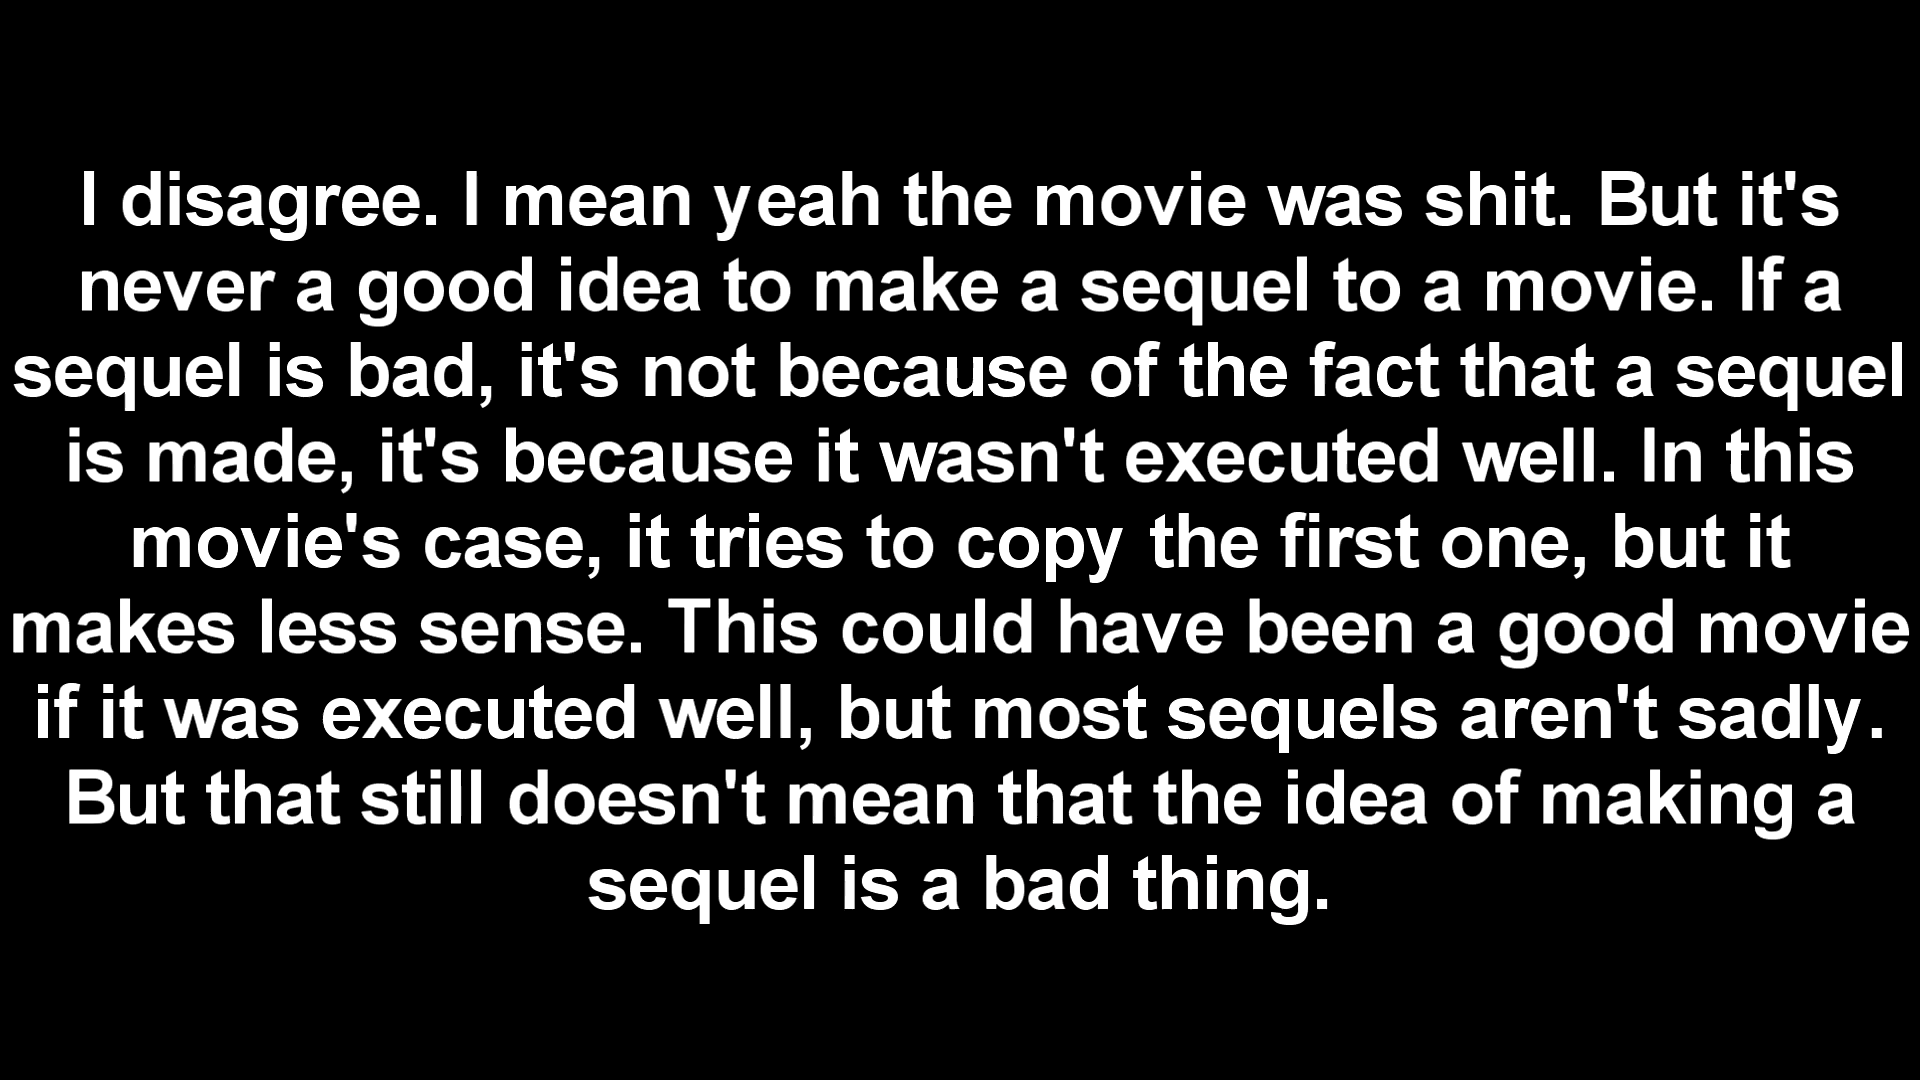 I disagree. I mean yeah the movie was shit. But it's
never a good idea to make a sequel to a movie. If a
sequel is bad, it's not because of the fact that a sequel
is made, it's because it wasn't executed well. In this
movie's case, it tries to copy the first one, but it
makes less sense. This could have been a good movie
if it was executed well, but most sequels aren't sadly.
But that still doesn't mean that the idea of making a
sequel is a bad thing.